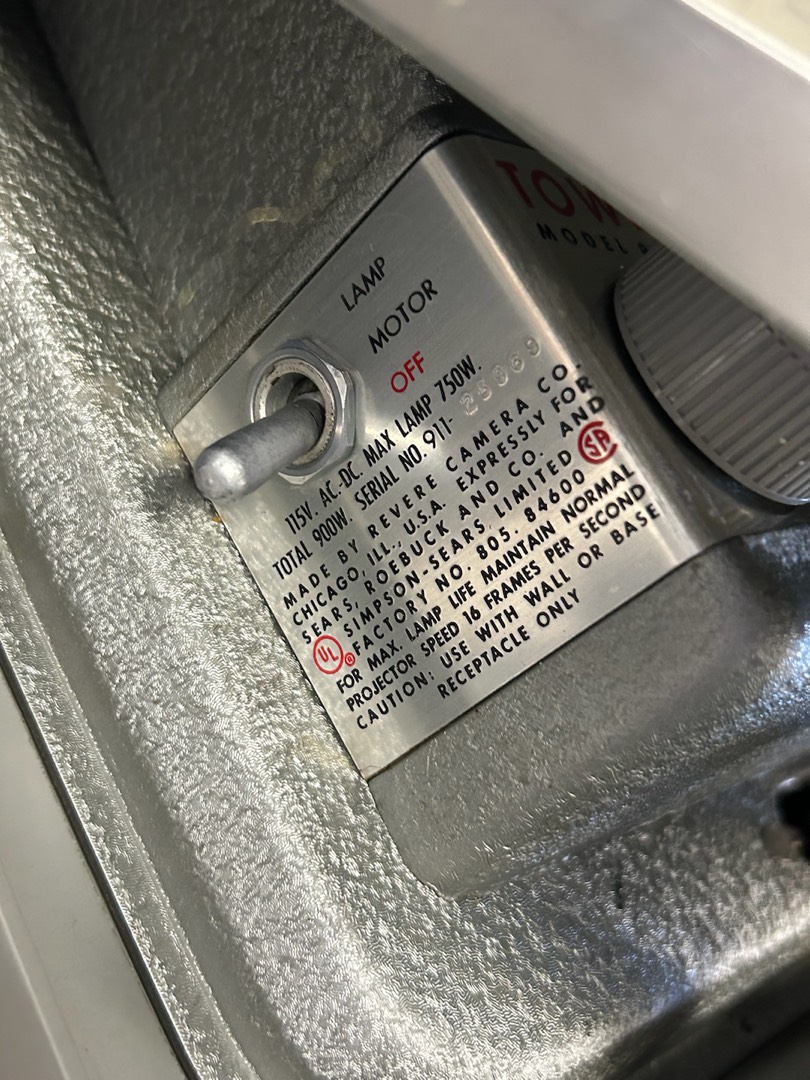 TOW
MODEL
LAMP
MOTOR
OFF
115V. AC.-DC. MAX LAMP 750W.
TOTAL 900W. SERIAL NO. 911- 25069
MADE BY REVERE CAMERA CO.
CHICAGO, ILL., U.S.A. EXPRESSLY FOR
SEARS, ROEBUCK AND CO. AND
SIMPSON-SEARS LIMITED SA
UL® FACTORY NO. 805. 84600
FOR MAX. LAMP LIFE MAINTAIN NORMAL
PROJECTOR SPEED 16 FRAMES PER SECOND
CAUTION: USE WITH WALL OR BASE
RECEPTACLE ONLY